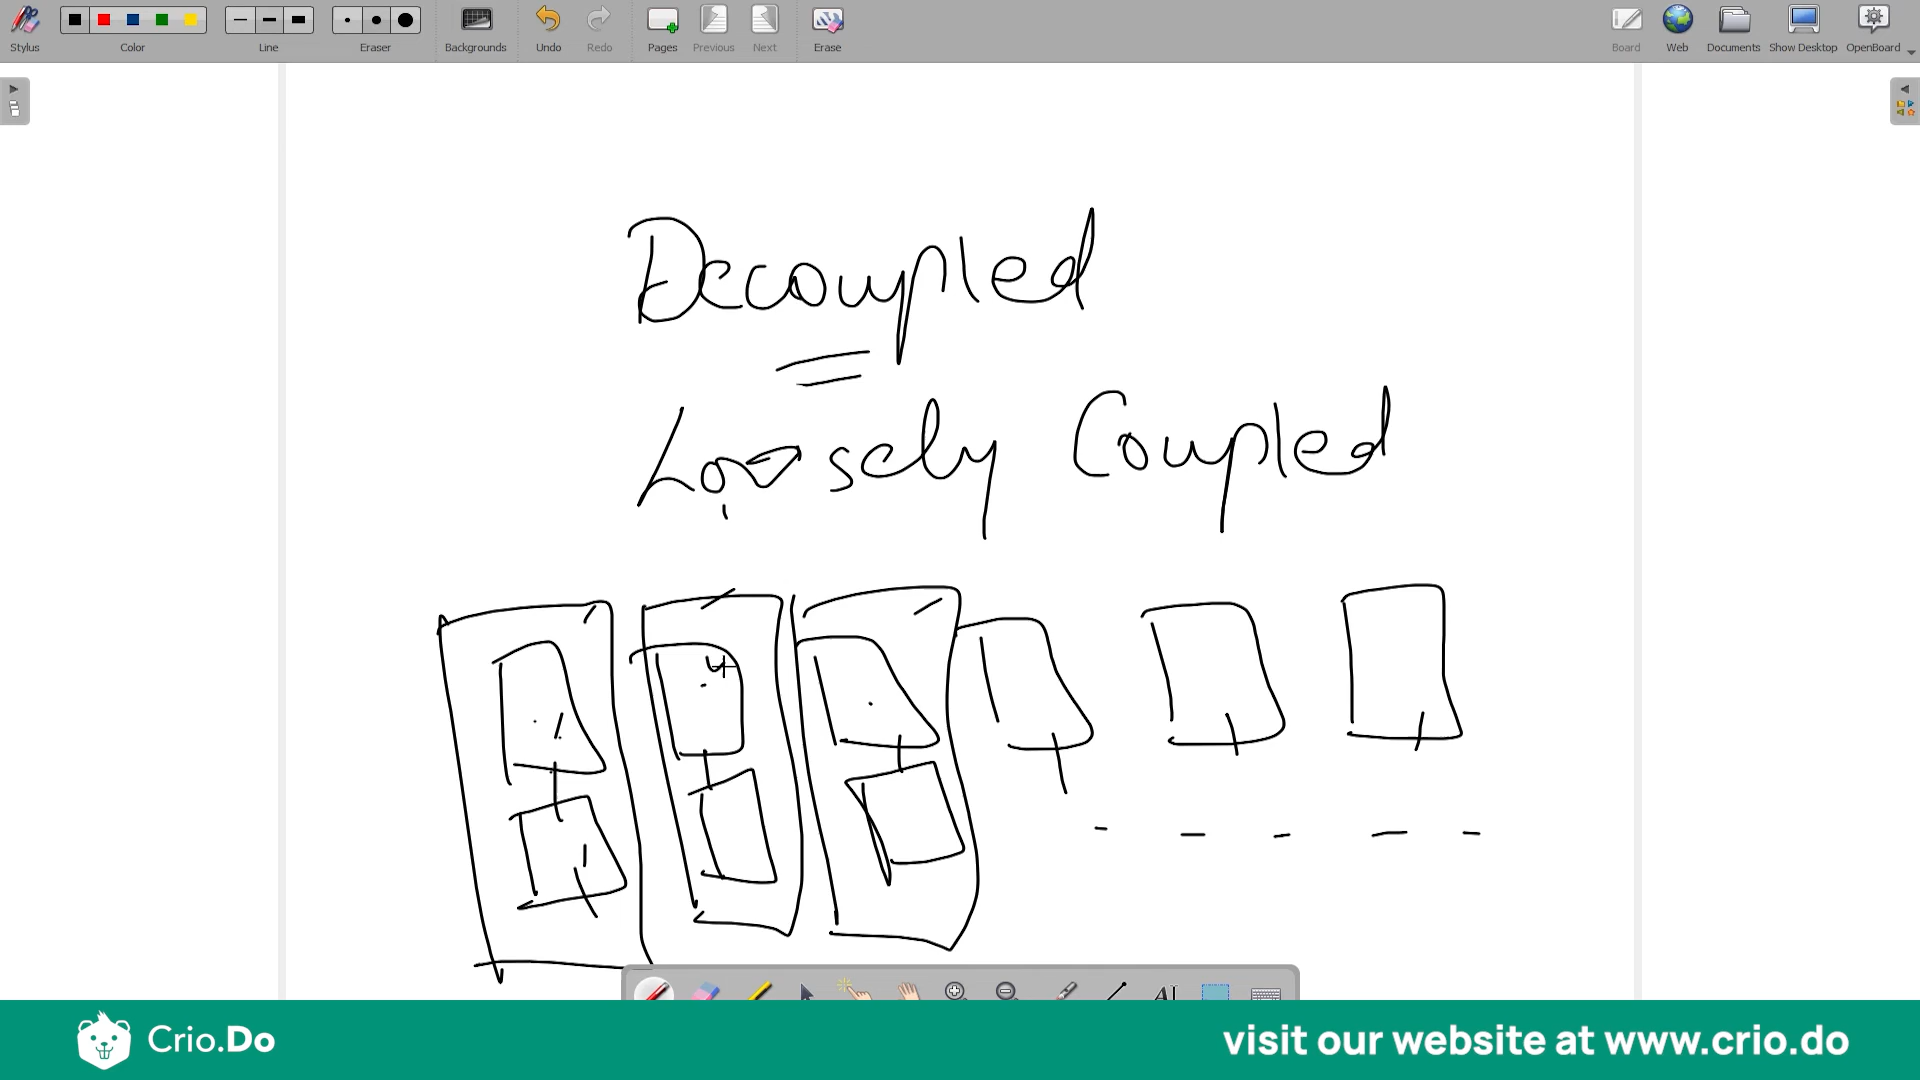 Stylus Color Line Eraser Backgrounds Undo Redo Pages Previous Next Erase Board Web Documents Show Desktop OpenBoard
Decoupled
Loosely Coupled
AI
Crio.Do
visit our website at www.crio.do